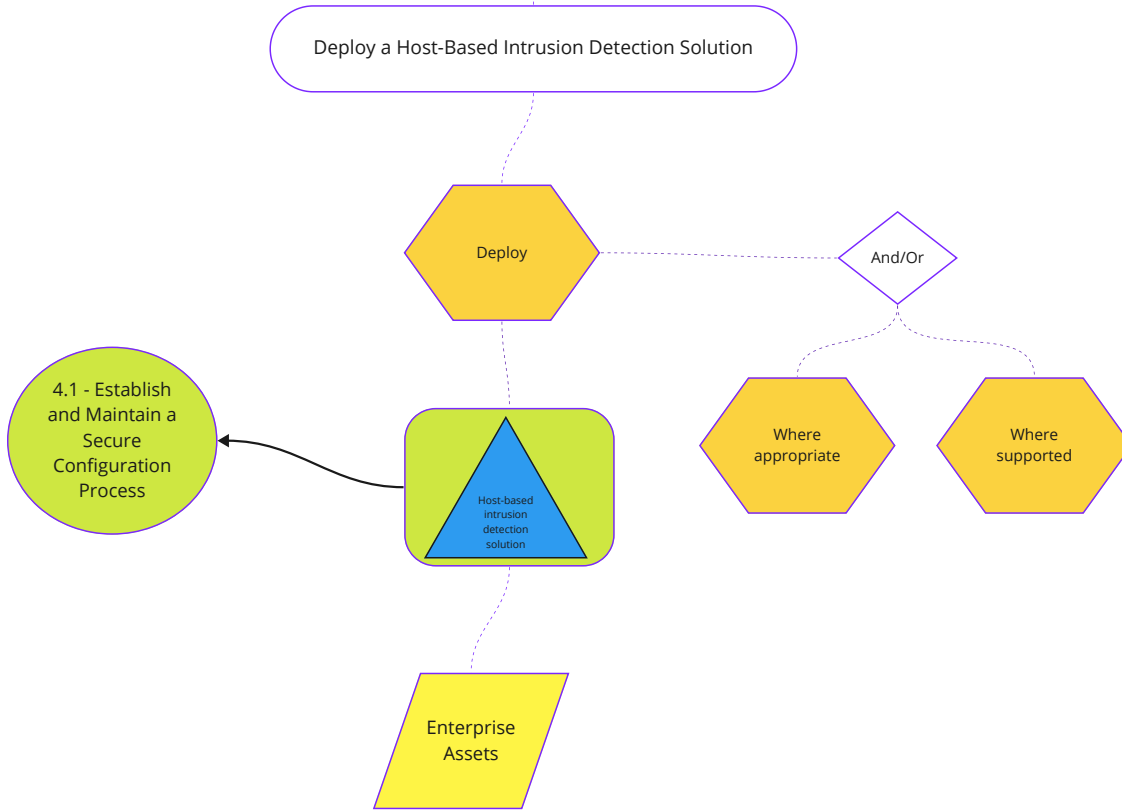 Deploy a Host-Based Intrusion Detection Solution
Deploy
And/Or
4.1 - Establish
and Maintain a
Secure
Configuration
Process
Where
appropriate
Where
supported
Host-based
intrusion
detection
solution
Enterprise
Assets